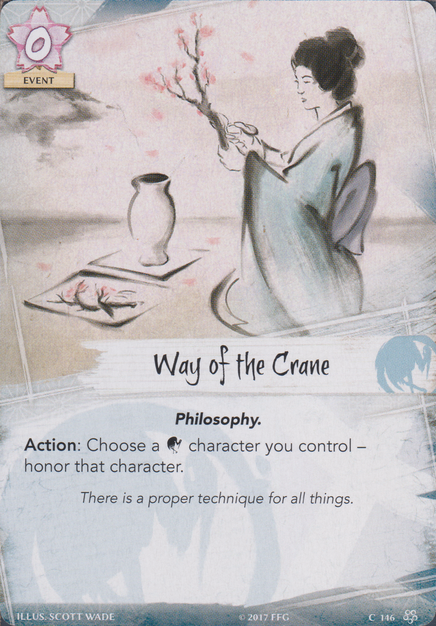 0
EVENT
Way of the Crane
Philosophy.
Action: Choose a character you control –
honor that character.
There is a proper technique for all things.
ILLUS. SCOTT WADE © 2017 FFG C 146